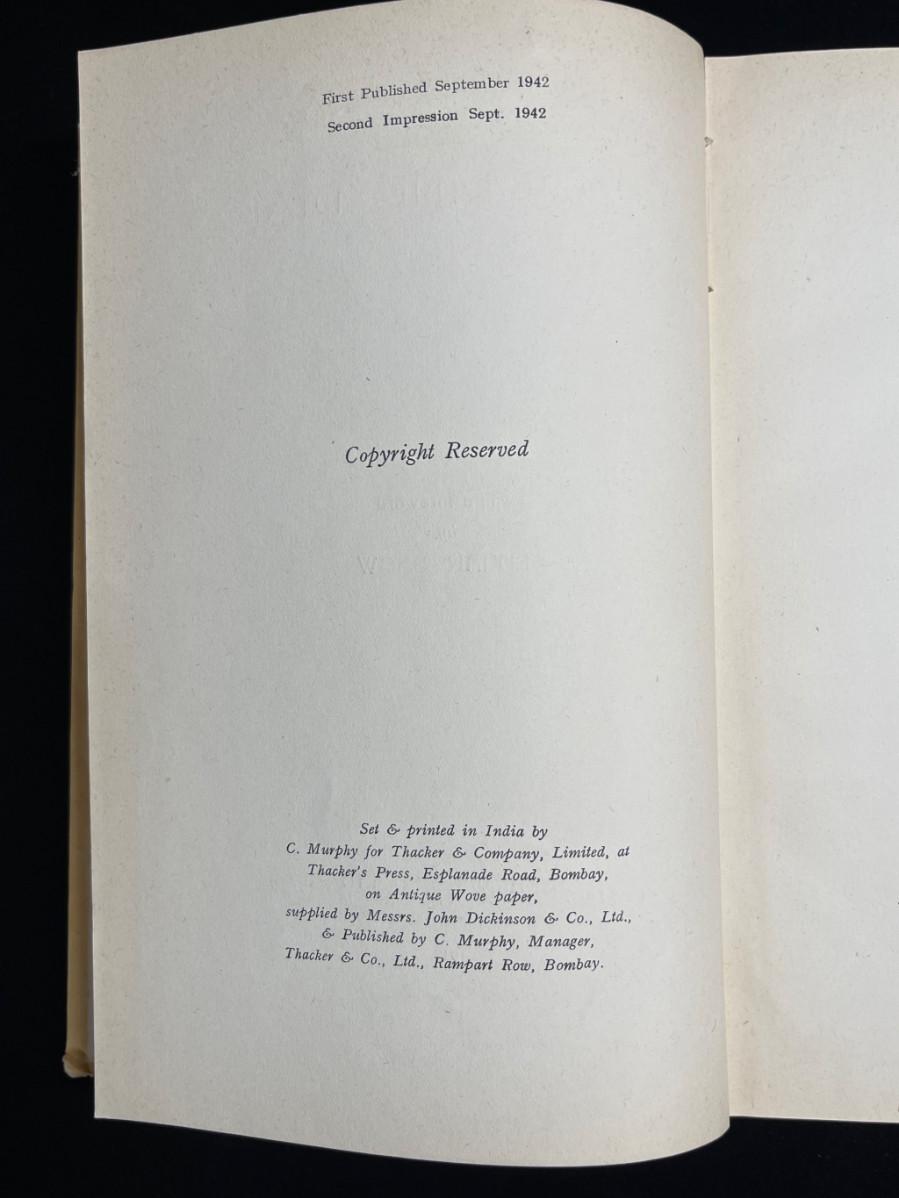 First Published September 1942
Second Impression Sept. 1942
Copyright Reserved
Set & printed in India by
C. Murphy for Thacker & Company, Limited, at
Thacker's Press, Esplanade Road, Bombay,
on Antique Wove paper,
supplied by Messrs. John Dickinson & Co., Ltd.,
& Published by C. Murphy, Manager,
Thacker & Co., Ltd., Rampart Row, Bombay.